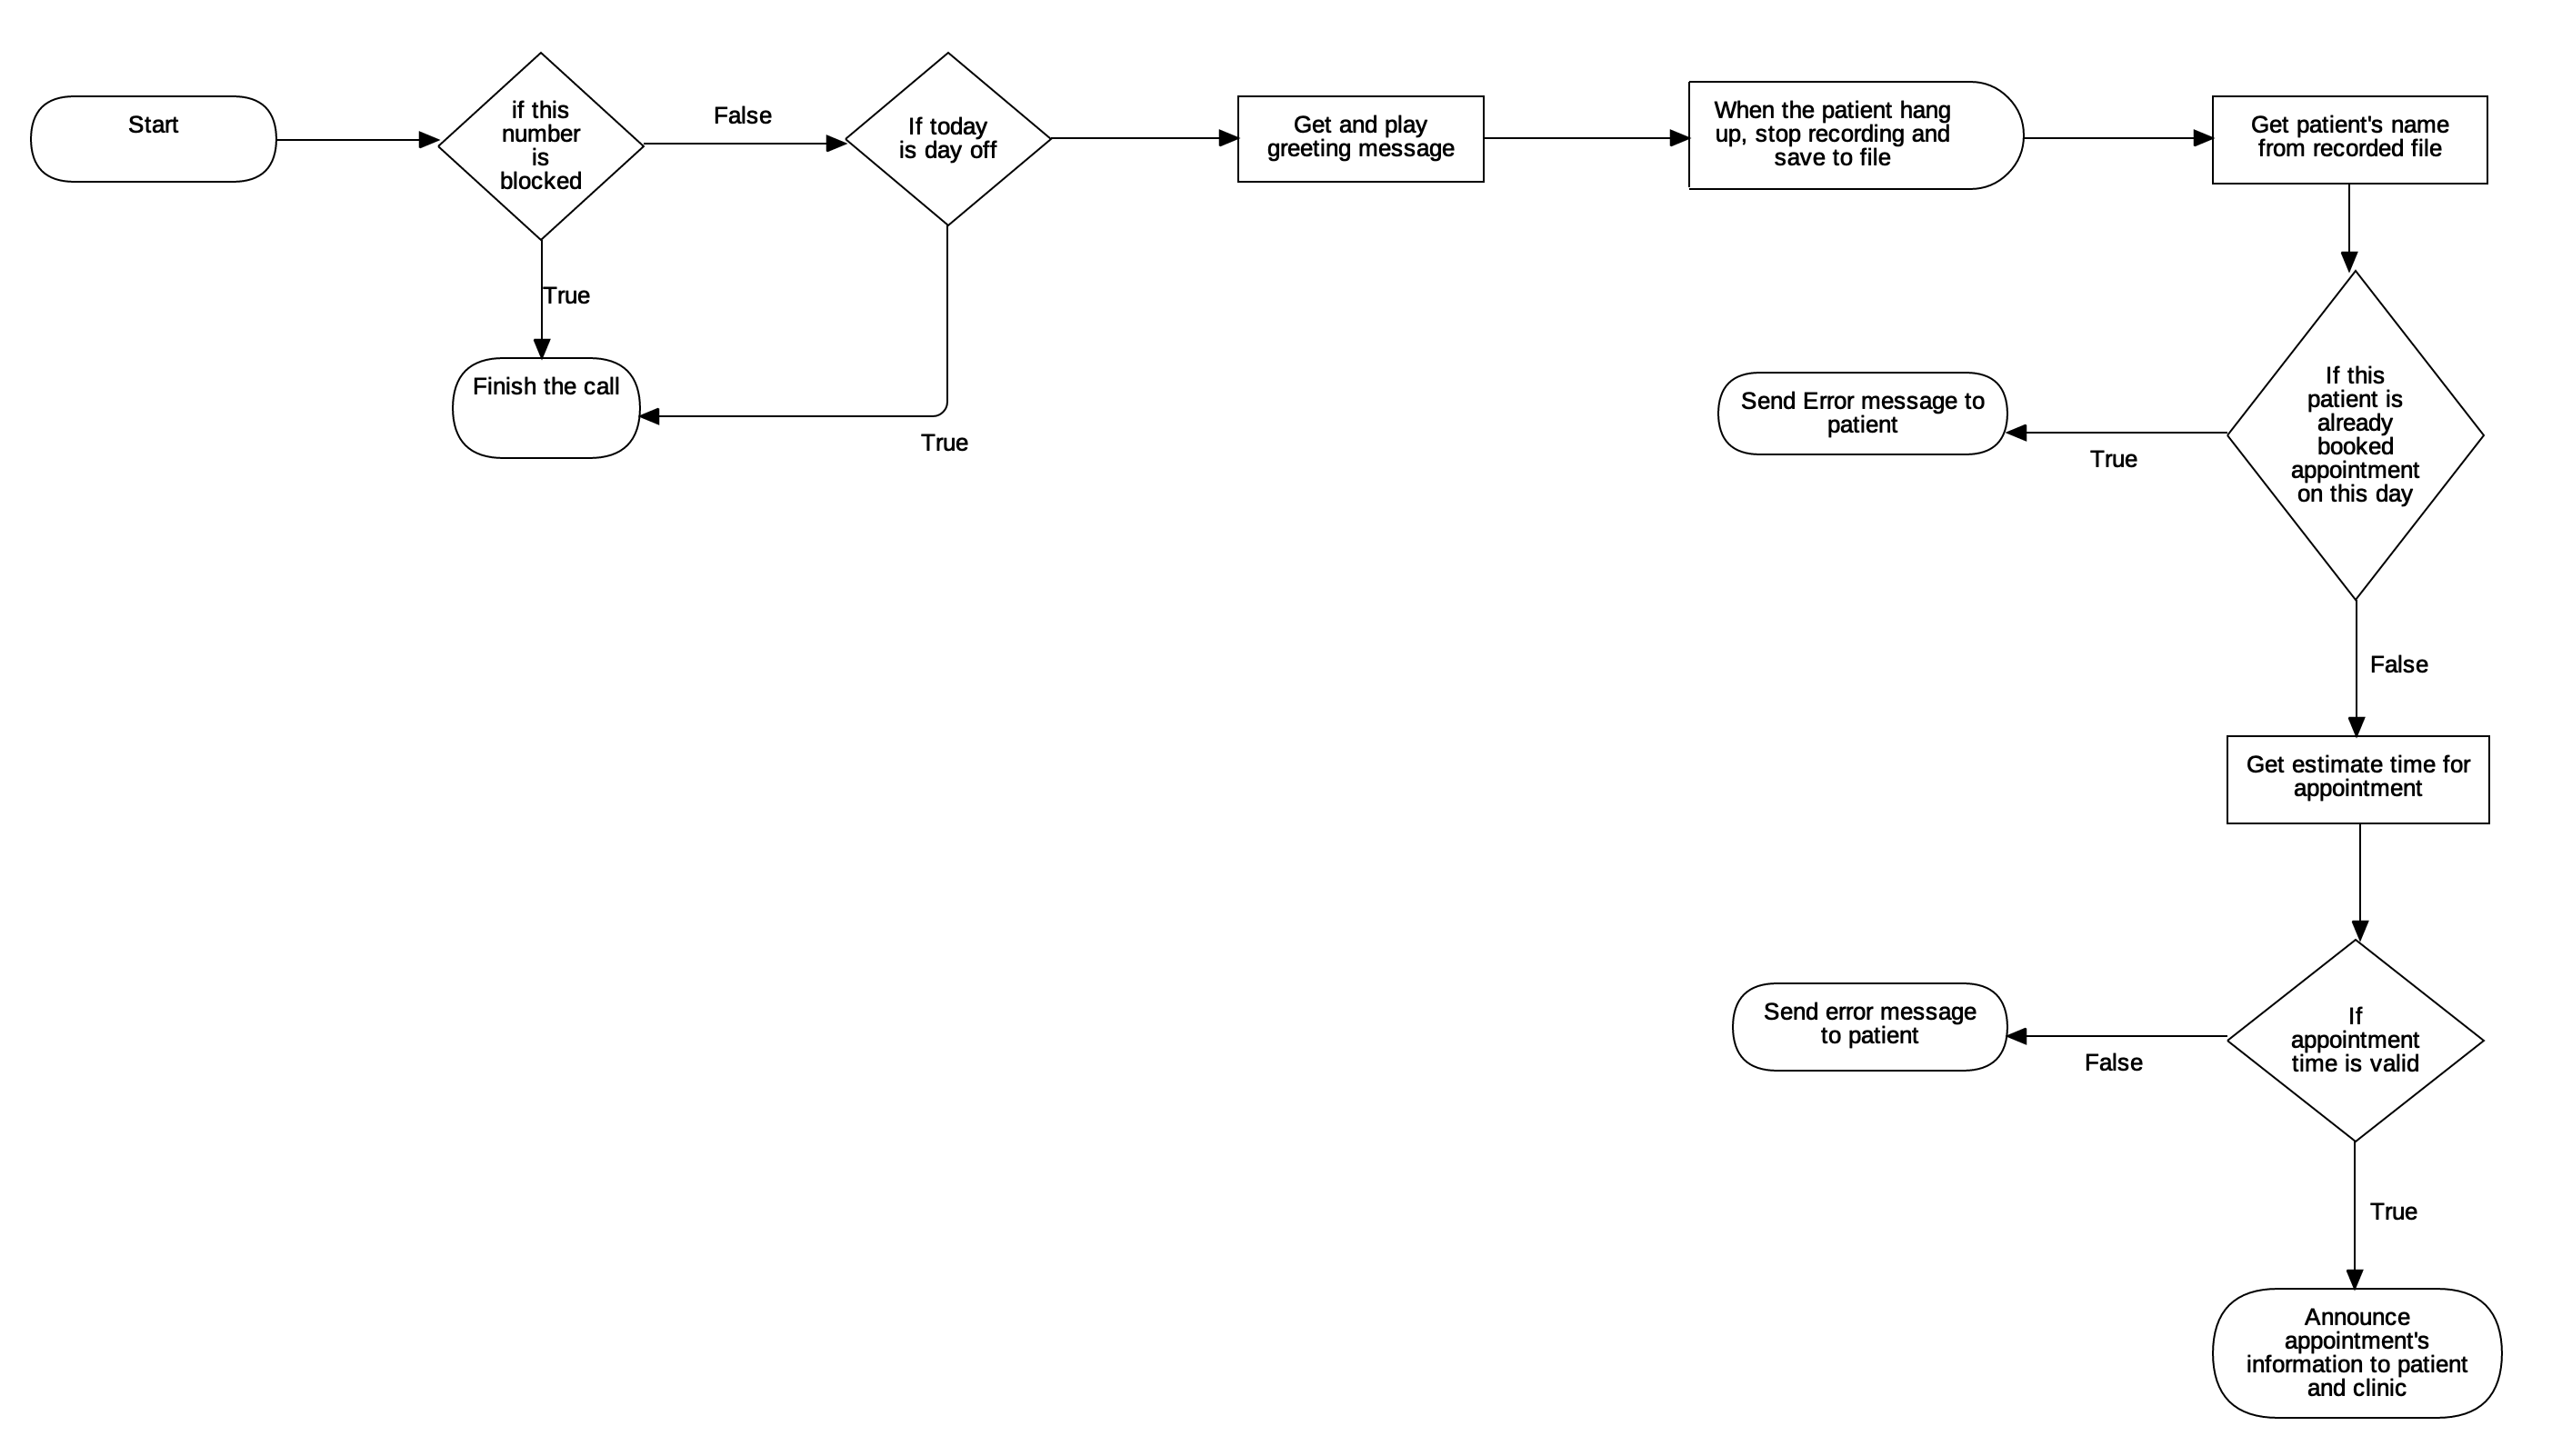 Start
if this
number
is
blocked
False
If today
is day off
Get and play
greeting message
When the patient hang
up, stop recording and
save to file
Get patient's name
from recorded file
True
Finish the call
True
If this
patient is
already
booked
appointment
on this day
Send Error message to
patient
True
False
Get estimate time for
appointment
If
appointment
time is valid
Send error message
to patient
False
True
Announce
appointment's
information to patient
and clinic